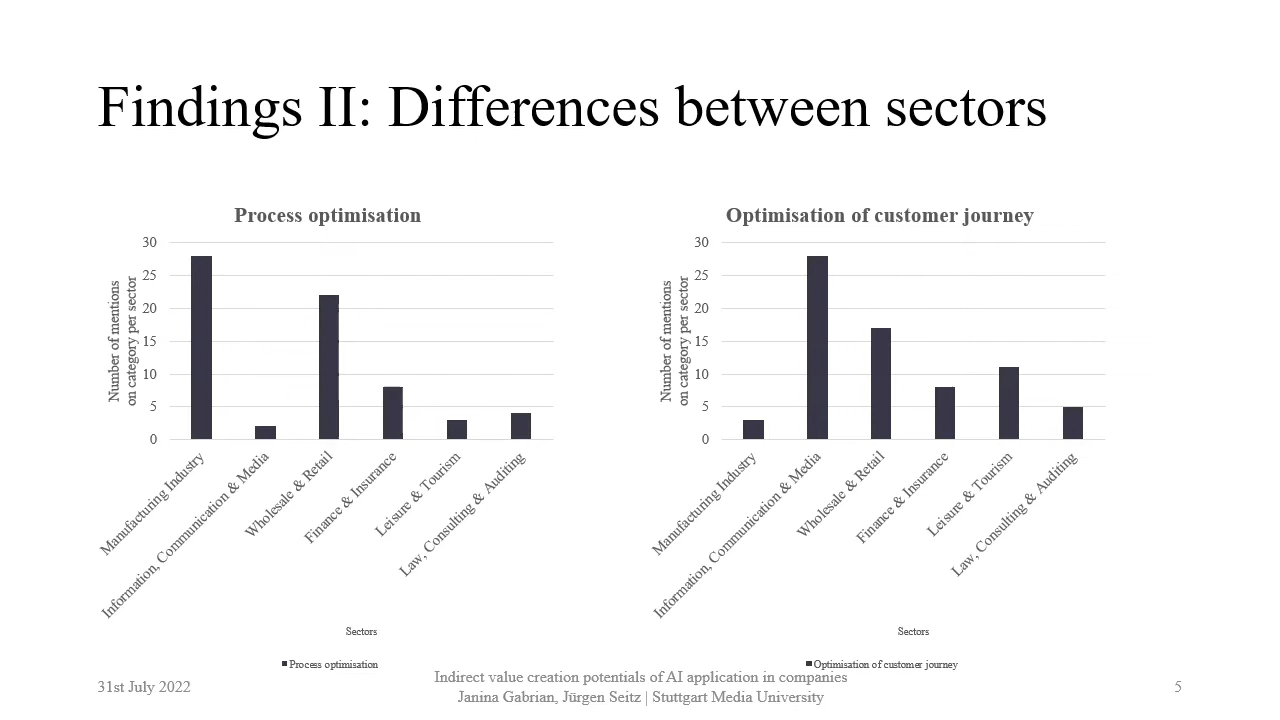 Findings II: Differences between sectors
Process optimisation
30
25
20
15
10
5
0
Number of mentions
on category per sector
Manufacturing Industry
Information, Communication & Media
Wholesale & Retail
Finance & Insurance
Leisure & Tourism
Law, Consulting & Auditing
Sectors
Process optimisation
Optimisation of customer journey
30
25
20
15
10
5
0
Number of mentions
on category per sector
Manufacturing Industry
Information, Communication & Media
Wholesale & Retail
Finance & Insurance
Leisure & Tourism
Law, Consulting & Auditing
Sectors
Optimisation of customer journey
31st July 2022
Indirect value creation potentials of AI application in companies
Janina Gabrian, Jürgen Seitz | Stuttgart Media University
5